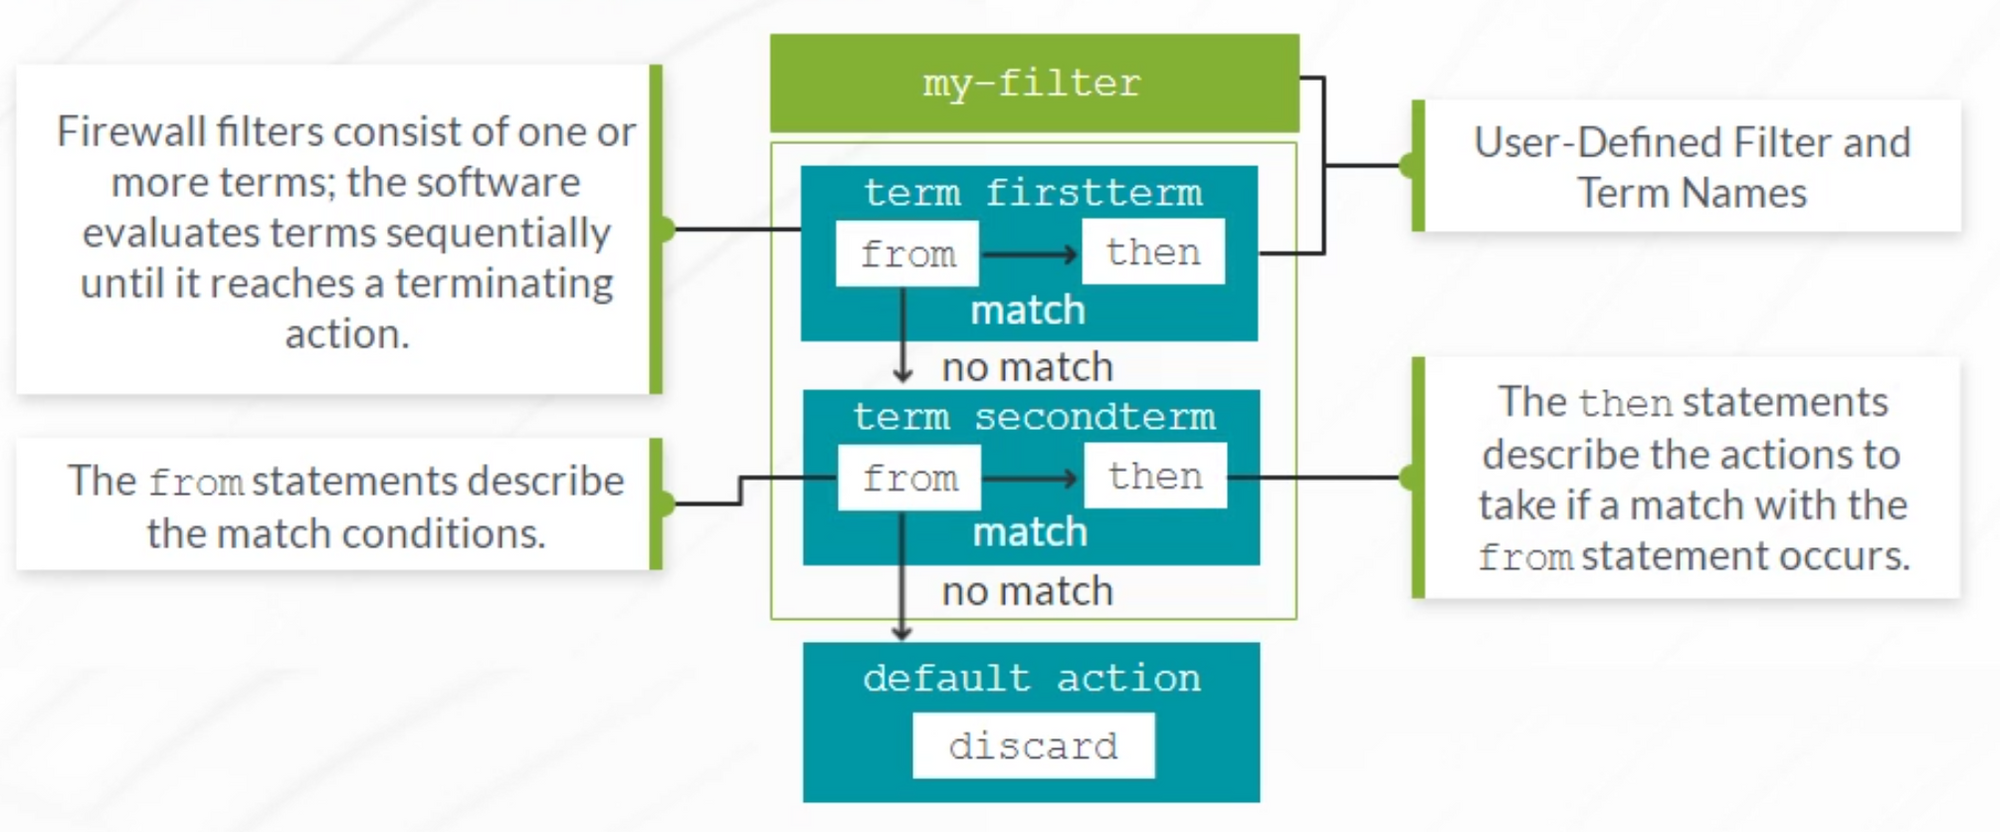 Firewall filters consist of one or
more terms; the software
evaluates terms sequentially
until it reaches a terminating
action.
The from statements describe
the match conditions.
my-filter
term firstterm
from
then
match
no match
term secondterm
from
then
match
no match
default action
discard
User-Defined Filter and
Term Names
The then statements
describe the actions to
take if a match with the
from statement occurs.